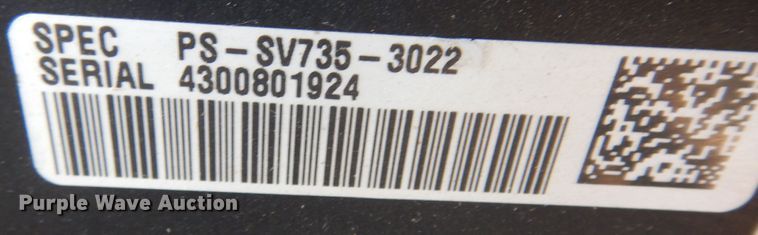 SPEC PS-SV735-3022
SERIAL 4300801924
Purple Wave Auction